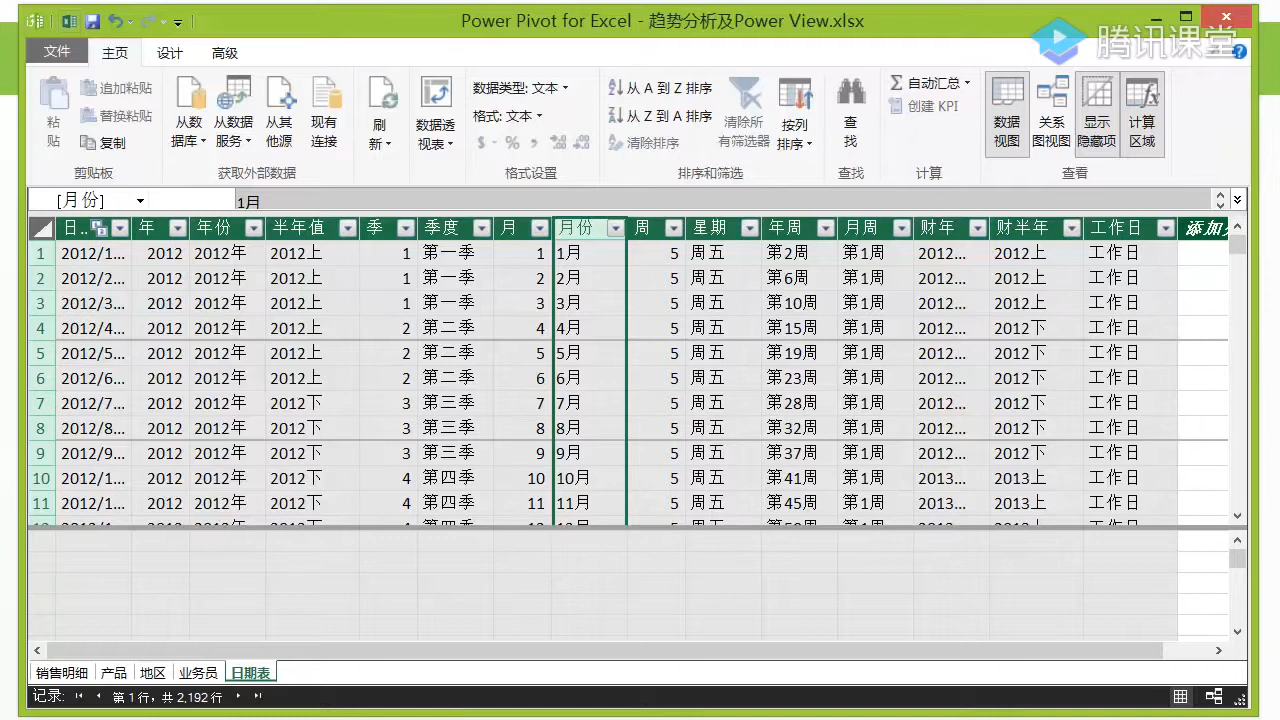 Power Pivot for Excel - 趋势分析及Power View.xlsx
腾讯课堂
文件 主页 设计 高级
粘贴
追加粘贴
替换粘贴
复制
从数据库
从数据服务
从其他源
现有连接
刷新
数据透视表
数据类型: 文本
格式: 文本
$ % ,
从 A 到 Z 排序
从 Z 到 A 排序
清除排序
清除所有筛选器
按列排序
查找
Σ 自动汇总
创建 KPI
数据视图
关系图视图
显示隐藏项
计算区域
剪贴板 获取外部数据 格式设置 排序和筛选 查找 计算 查看
[月份] 1月
日.. 年 年份 半年值 季 季度 月 月份 周 星期 年周 月周 财年 财半年 工作日
1 2012/1... 2012 2012年 2012上 1 第一季 1 1月 5 周五 第2周 第1周 2012... 2012上 工作日
2 2012/2... 2012 2012年 2012上 1 第一季 2 2月 5 周五 第6周 第1周 2012... 2012上 工作日
3 2012/3... 2012 2012年 2012上 1 第一季 3 3月 5 周五 第10周 第1周 2012... 2012上 工作日
4 2012/4... 2012 2012年 2012上 2 第二季 4 4月 5 周五 第15周 第1周 2012... 2012下 工作日
5 2012/5... 2012 2012年 2012上 2 第二季 5 5月 5 周五 第19周 第1周 2012... 2012下 工作日
6 2012/6... 2012 2012年 2012上 2 第二季 6 6月 5 周五 第23周 第1周 2012... 2012下 工作日
7 2012/7... 2012 2012年 2012下 3 第三季 7 7月 5 周五 第28周 第1周 2012... 2012下 工作日
8 2012/8... 2012 2012年 2012下 3 第三季 8 8月 5 周五 第32周 第1周 2012... 2012下 工作日
9 2012/9... 2012 2012年 2012下 3 第三季 9 9月 5 周五 第37周 第1周 2012... 2012下 工作日
10 2012/1... 2012 2012年 2012下 4 第四季 10 10月 5 周五 第41周 第1周 2013... 2013上 工作日
11 2012/1... 2012 2012年 2012下 4 第四季 11 11月 5 周五 第45周 第1周 2013... 2013上 工作日
销售明细 产品 地区 业务员 日期表
记录: 第 1 行，共 2,192 行